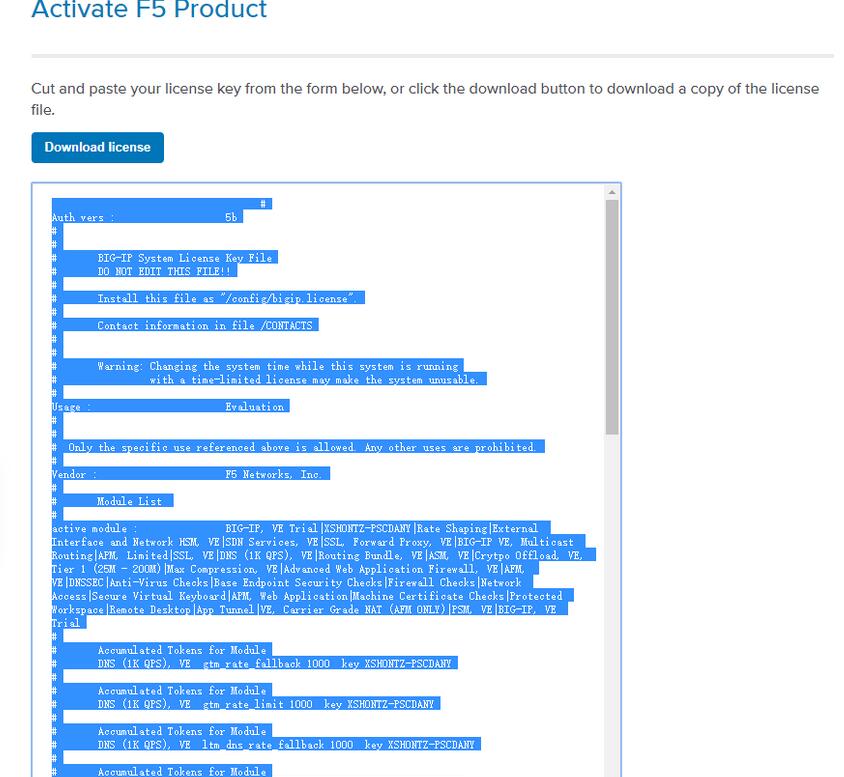 Activate F5 Product
Cut and paste your license key from the form below, or click the download button to download a copy of the license
file.
Download license
#
Auth vers :                    5b
#
#
#       BIG-IP System License Key File
#       DO NOT EDIT THIS FILE!!
#
#       Install this file as "/config/bigip.license".
#
#       Contact information in file /CONTACTS
#
#
#       Warning: Changing the system time while this system is running
#                with a time-limited license may make the system unusable.
#
Usage :                        Evaluation
#
#
#  Only the specific use referenced above is allowed. Any other uses are prohibited.
#
Vendor :                       F5 Networks, Inc.
#
#       Module List
#
active module :                BIG-IP, VE Trial|XSHONTZ-PSCDANY|Rate Shaping|External
Interface and Network HSM, VE|SDN Services, VE|SSL, Forward Proxy, VE|BIG-IP VE, Multicast
Routing|APM, Limited|SSL, VE|DNS (1K QPS), VE|Routing Bundle, VE|ASM, VE|Crytpo Offload, VE,
Tier 1 (25M - 200M)|Max Compression, VE|Advanced Web Application Firewall, VE|AFM,
VE|DNSSEC|Anti-Virus Checks|Base Endpoint Security Checks|Firewall Checks|Network
Access|Secure Virtual Keyboard|APM, Web Application|Machine Certificate Checks|Protected
Workspace|Remote Desktop|App Tunnel|VE, Carrier Grade NAT (AFM ONLY)|PSM, VE|BIG-IP, VE
Trial
#
#       Accumulated Tokens for Module
#       DNS (1K QPS), VE  gtm_rate_fallback 1000  key XSHONTZ-PSCDANY
#
#       Accumulated Tokens for Module
#       DNS (1K QPS), VE  gtm_rate_limit 1000  key XSHONTZ-PSCDANY
#
#       Accumulated Tokens for Module
#       DNS (1K QPS), VE  ltm_dns_rate_fallback 1000  key XSHONTZ-PSCDANY
#
#       Accumulated Tokens for Module